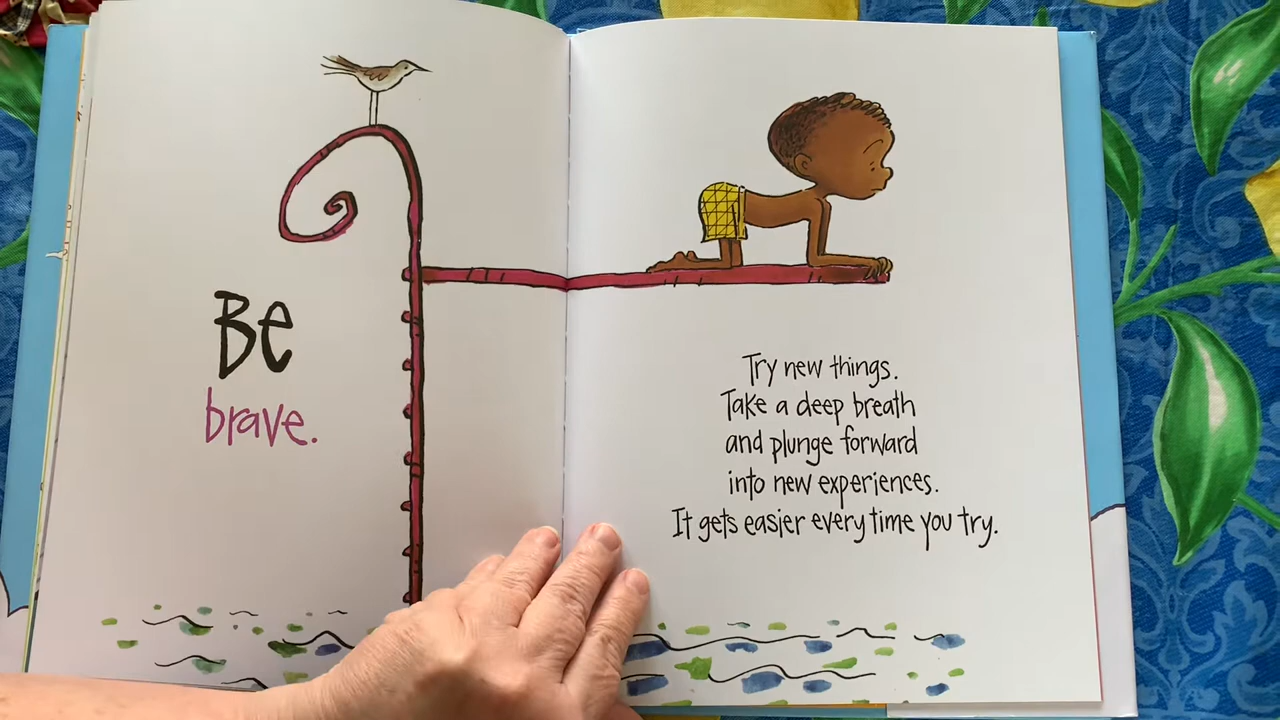 Be
brave.
Try new things.
Take a deep breath
and plunge forward
into new experiences.
It gets easier every time you try.